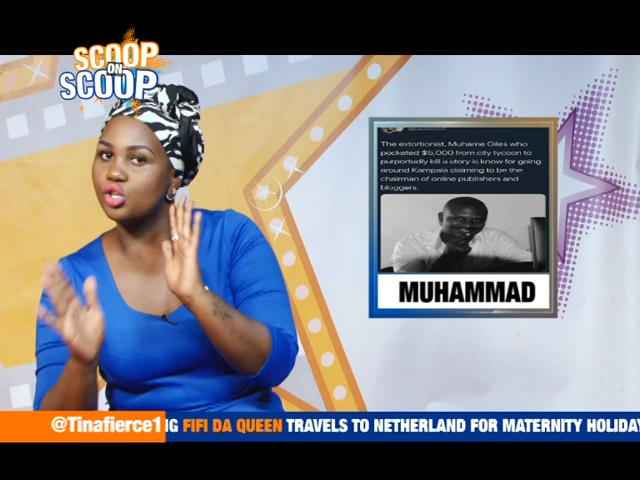 SCOOP
ON
SCOOP
The extortionist, Muhame Giles who
pocketed $5,000 from city tycoon to
purportedly kill a story is know for going
around Kampala claiming to be the
chairman of online publishers and
bloggers.
MUHAMMAD
@Tinafierce1
IG FIFI DA QUEEN TRAVELS TO NETHERLAND FOR MATERNITY HOLIDAY